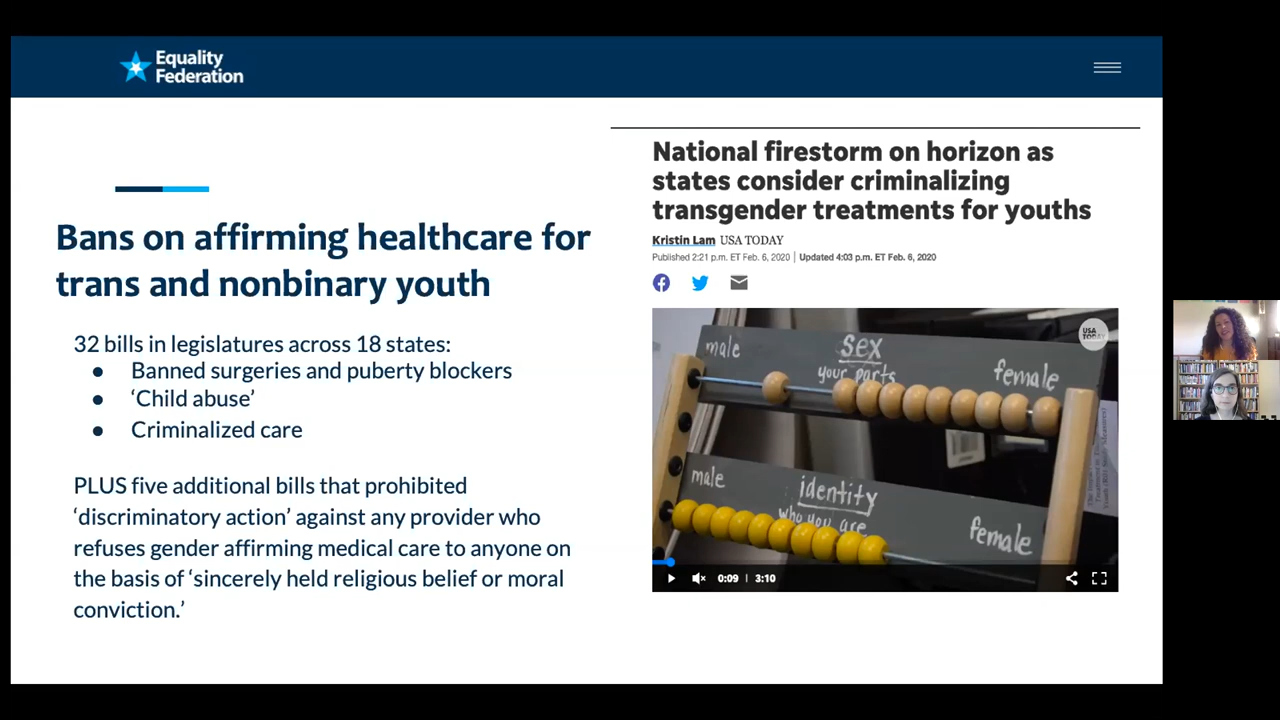 Equality
Federation
Bans on affirming healthcare for
trans and nonbinary youth
32 bills in legislatures across 18 states:
● Banned surgeries and puberty blockers
● ‘Child abuse’
● Criminalized care
PLUS five additional bills that prohibited
‘discriminatory action’ against any provider who
refuses gender affirming medical care to anyone on
the basis of ‘sincerely held religious belief or moral
conviction.’
National firestorm on horizon as
states consider criminalizing
transgender treatments for youths
Kristin Lam USA TODAY
Published 2:21 p.m. ET Feb. 6, 2020 | Updated 4:03 p.m. ET Feb. 6, 2020
USA
TODAY
male sex female
your parts
male identity female
who you are
0:09 | 3:10